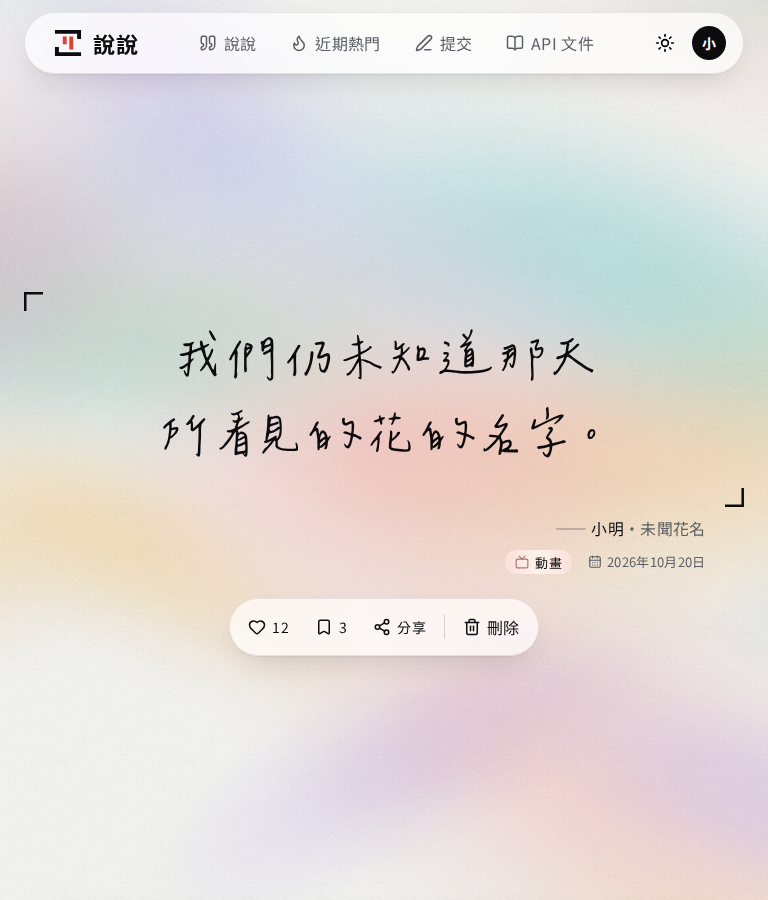 說說
說說
近期熱門
提交
API 文件
小
我們仍未知道那天
所看見的花的名字。
小明・未聞花名
動畫
2026年10月20日
12
3
分享
刪除